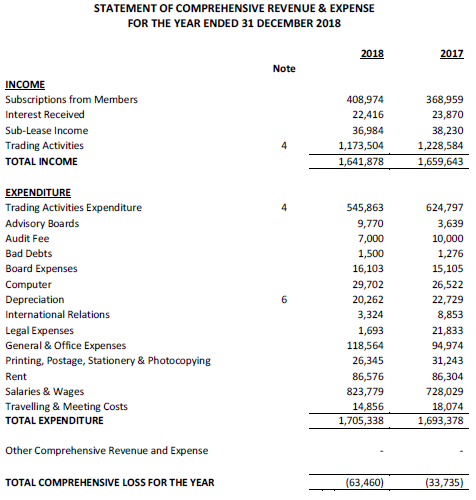 STATEMENT OF COMPREHENSIVE REVENUE & EXPENSE
FOR THE YEAR ENDED 31 DECEMBER 2018
2018 2017
Note
INCOME
Subscriptions from Members 408,974 368,959
Interest Received 22,416 23,870
Sub-Lease Income 36,984 38,230
Trading Activities 4 1,173,504 1,228,584
TOTAL INCOME 1,641,878 1,659,643
EXPENDITURE
Trading Activities Expenditure 4 545,863 624,797
Advisory Boards 9,770 3,639
Audit Fee 7,000 10,000
Bad Debts 1,500 1,276
Board Expenses 16,103 15,105
Computer 29,702 26,522
Depreciation 6 20,262 22,729
International Relations 3,324 8,853
Legal Expenses 1,693 21,833
General & Office Expenses 118,564 94,974
Printing, Postage, Stationery & Photocopying 26,345 31,243
Rent 86,576 86,304
Salaries & Wages 823,779 728,029
Travelling & Meeting Costs 14,856 18,074
TOTAL EXPENDITURE 1,705,338 1,693,378
Other Comprehensive Revenue and Expense - -
TOTAL COMPREHENSIVE LOSS FOR THE YEAR (63,460) (33,735)